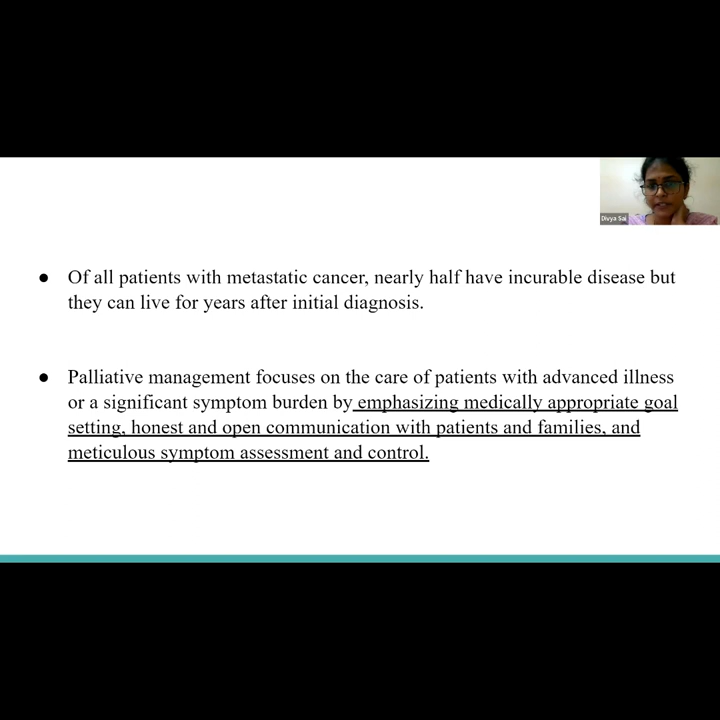 Divya Sai
● Of all patients with metastatic cancer, nearly half have incurable disease but
they can live for years after initial diagnosis.
● Palliative management focuses on the care of patients with advanced illness
or a significant symptom burden by emphasizing medically appropriate goal
setting, honest and open communication with patients and families, and
meticulous symptom assessment and control.